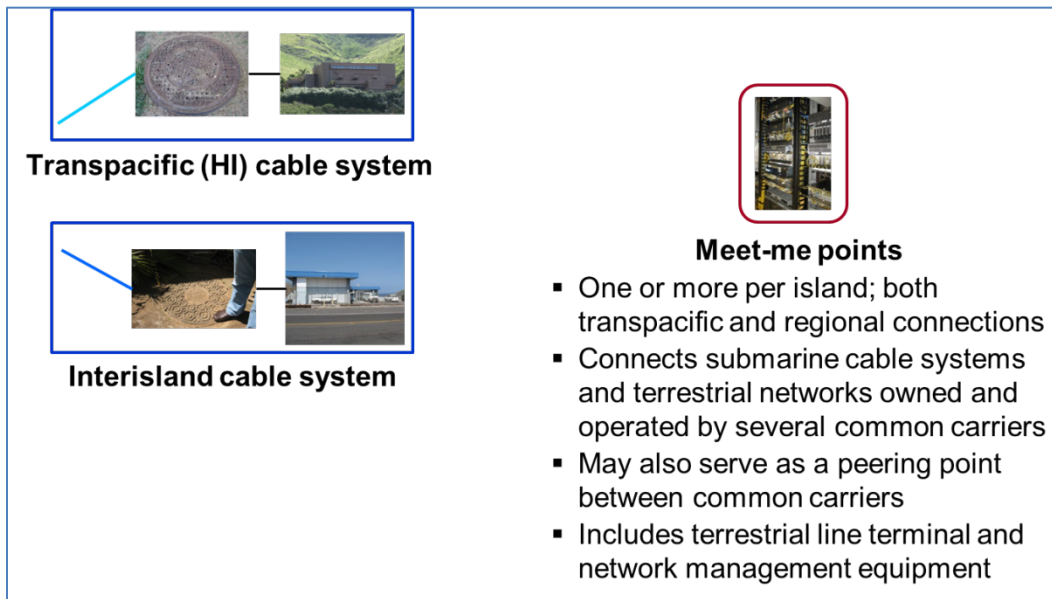 Transpacific (HI) cable system
Interisland cable system
Meet-me points
▪ One or more per island; both
transpacific and regional connections
▪ Connects submarine cable systems
and terrestrial networks owned and
operated by several common carriers
▪ May also serve as a peering point
between common carriers
▪ Includes terrestrial line terminal and
network management equipment